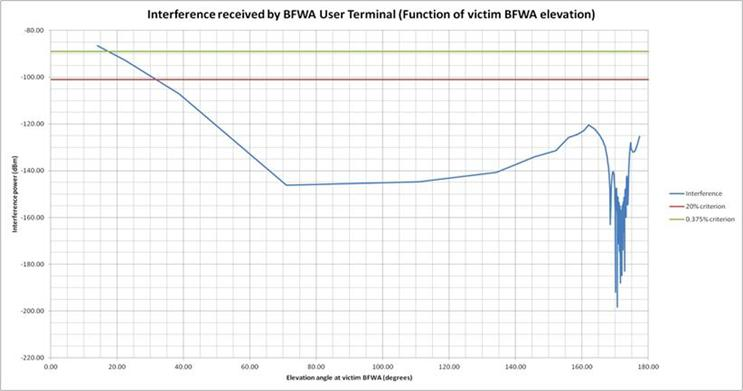 Interference received by BFWA User Terminal (Function of victim BFWA elevation)
-80.00
-100.00
-120.00
-140.00
-160.00
-180.00
-200.00
-220.00
Interference power (dBm)
0.00 20.00 40.00 60.00 80.00 100.00 120.00 140.00 160.00 180.00
Elevation angle at victim BFWA (degrees)
Interference
20% criterion
0.375% criterion